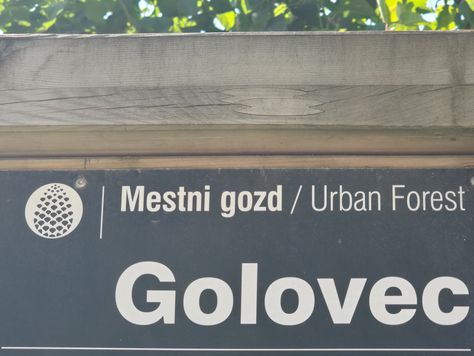 Mestni gozd / Urban Forest
Golovec